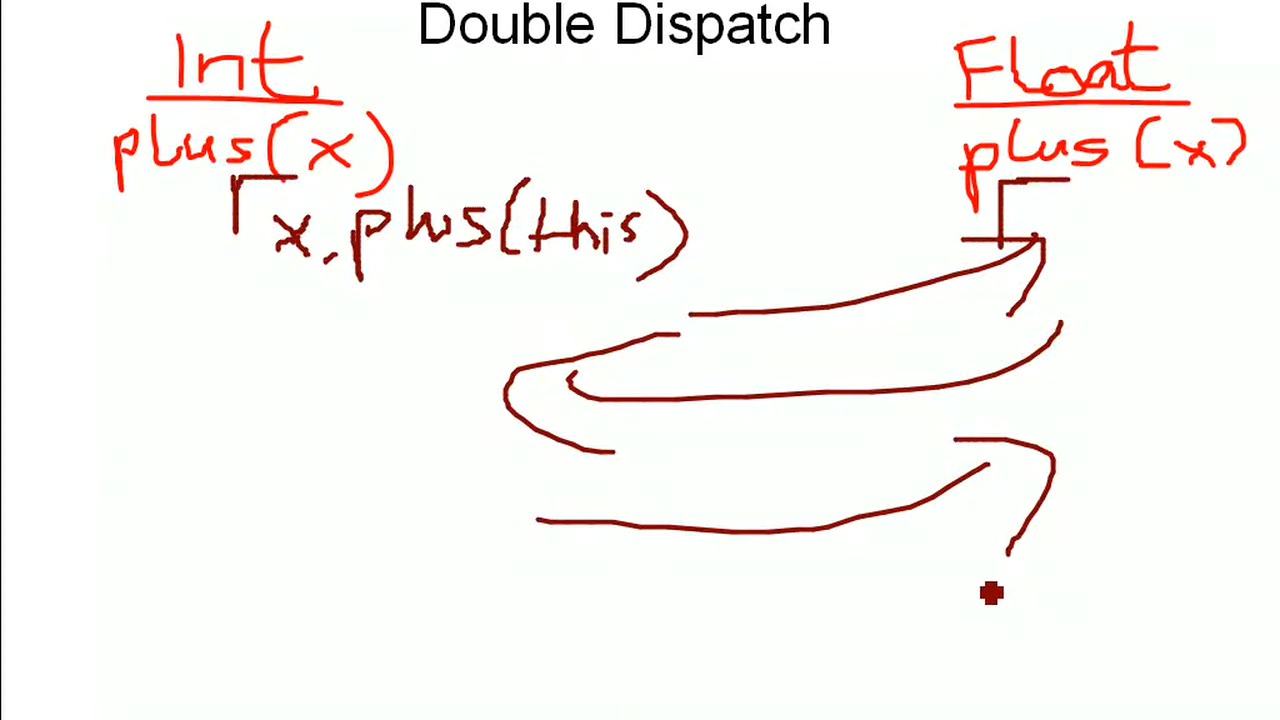 Double Dispatch
Int
plus(x)
x.plus(this)
Float
plus(x)